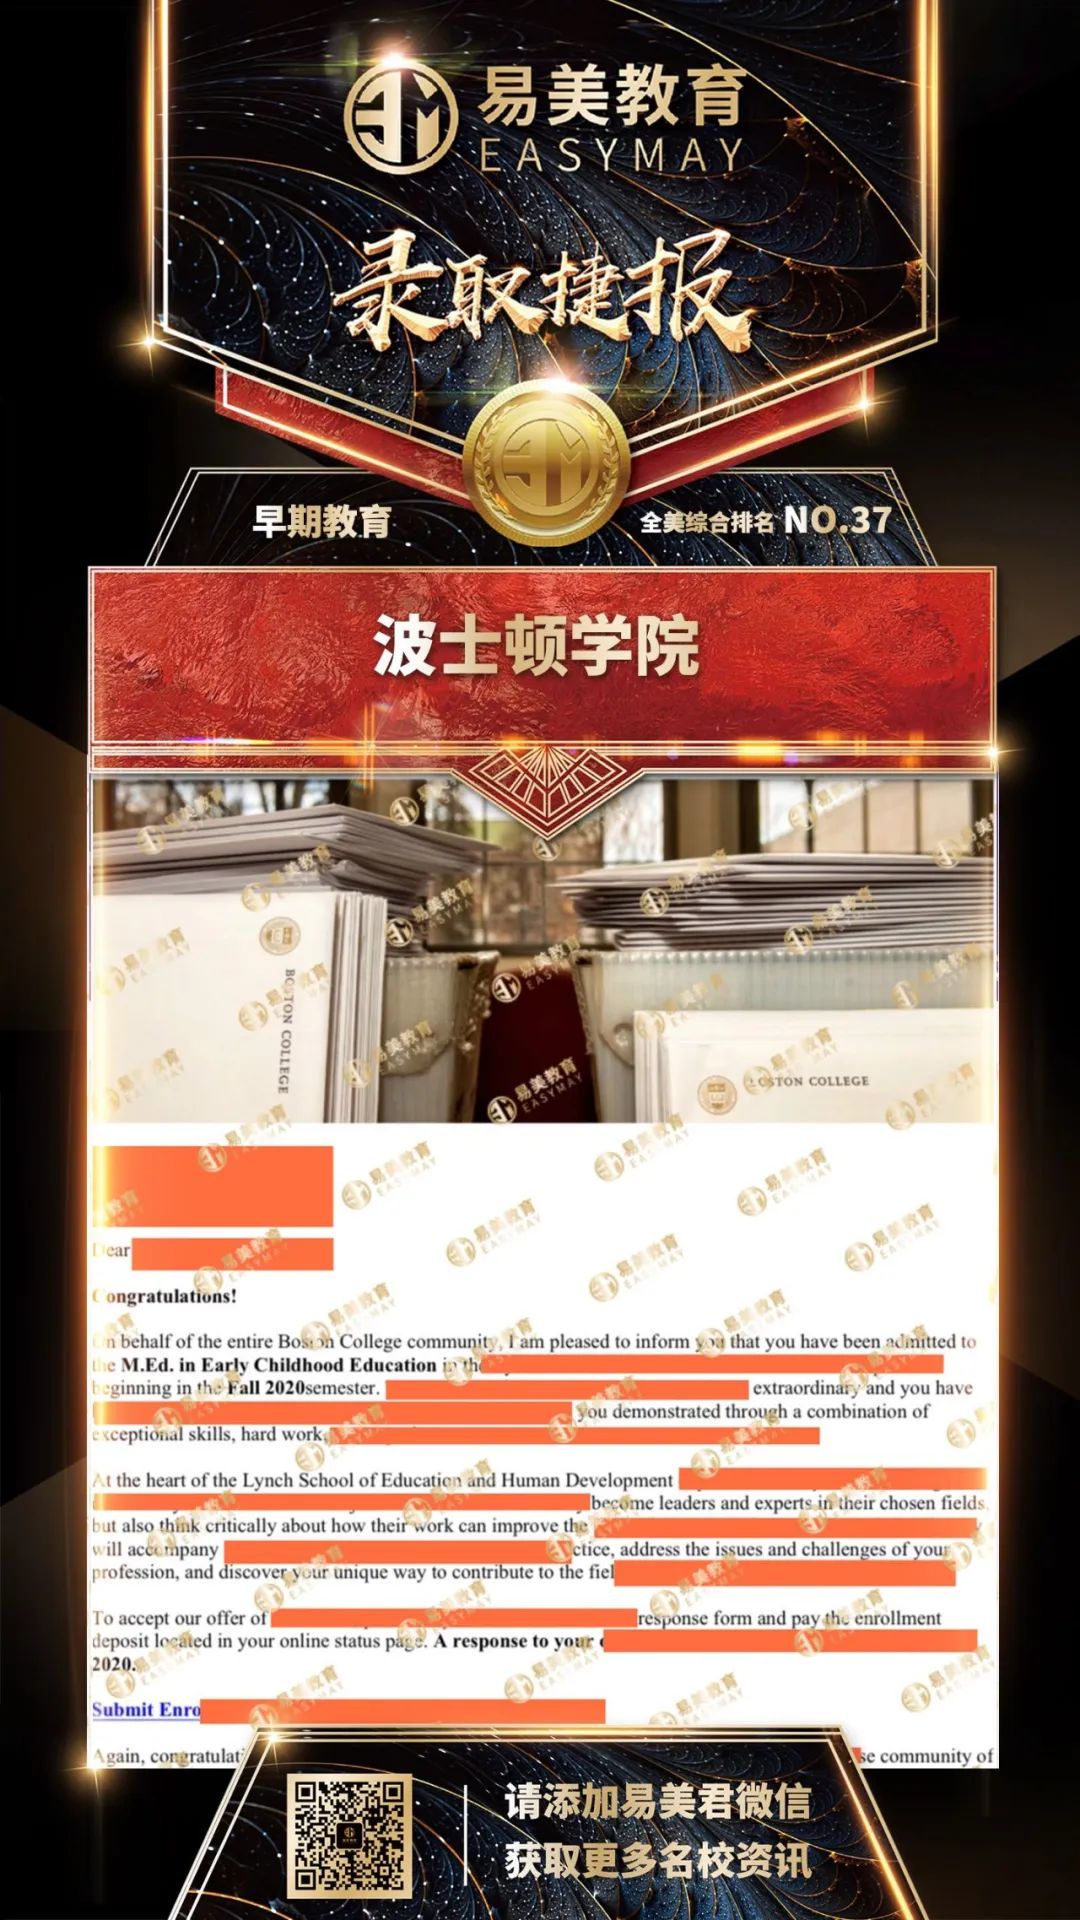 易美教育
EASYMAY
录取捷报
早期教育
全美综合排名 NO.37
波士顿学院
BOSTON COLLEGE
BOSTON COLLEGE
Dear
Congratulations!
On behalf of the entire Boston College community, I am pleased to inform you that you have been admitted to
the M.Ed. in Early Childhood Education in the
beginning in the Fall 2020semester. extraordinary and you have
you demonstrated through a combination of
exceptional skills, hard work,
At the heart of the Lynch School of Education and Human Development
become leaders and experts in their chosen fields,
but also think critically about how their work can improve the
will accompany ctice, address the issues and challenges of your
profession, and discover your unique way to contribute to the fiel
To accept our offer of response form and pay the enrollment
deposit located in your online status page. A response to your
2020.
Submit Enro
Again, congratulati se community of
请添加易美君微信
获取更多名校资讯